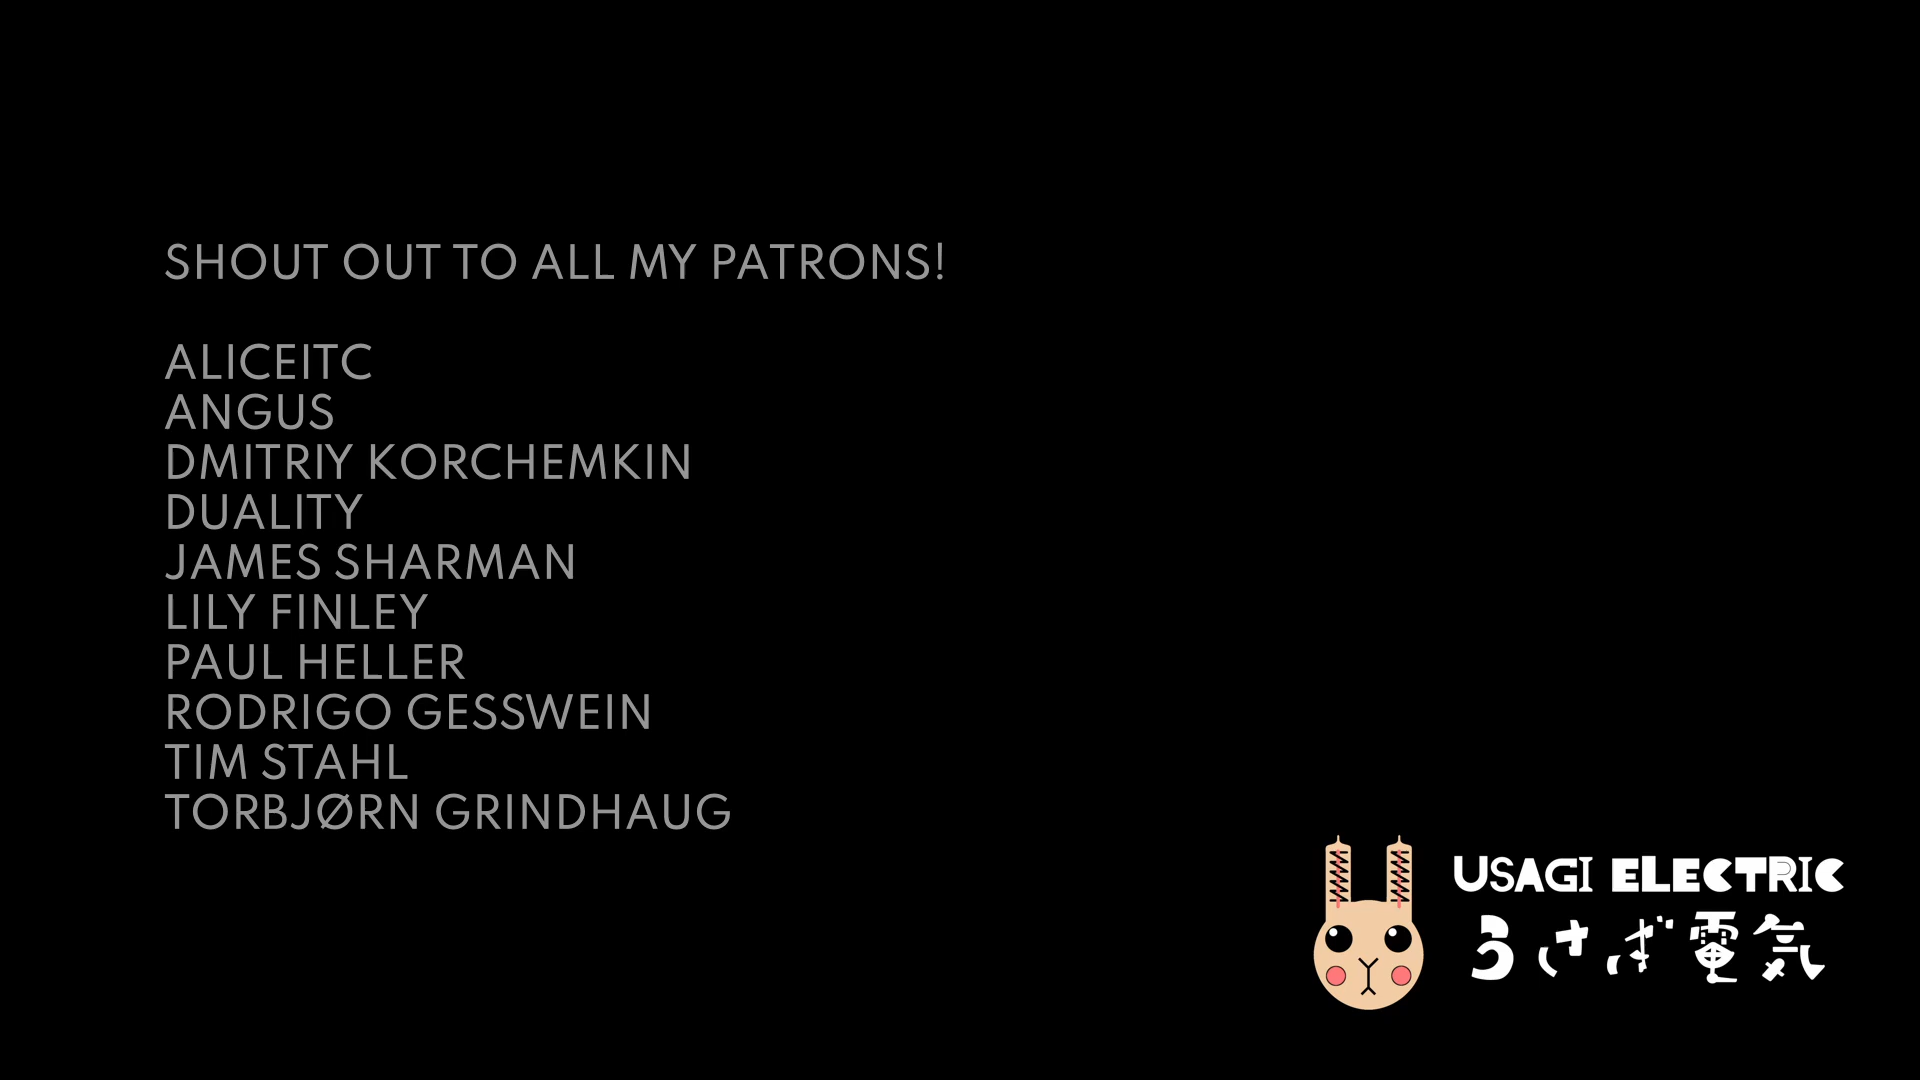 SHOUT OUT TO ALL MY PATRONS!
ALICEITC
ANGUS
DMITRIY KORCHEMKIN
DUALITY
JAMES SHARMAN
LILY FINLEY
PAUL HELLER
RODRIGO GESSWEIN
TIM STAHL
TORBJØRN GRINDHAUG
USAGI ELECTRIC
うさぎ電気